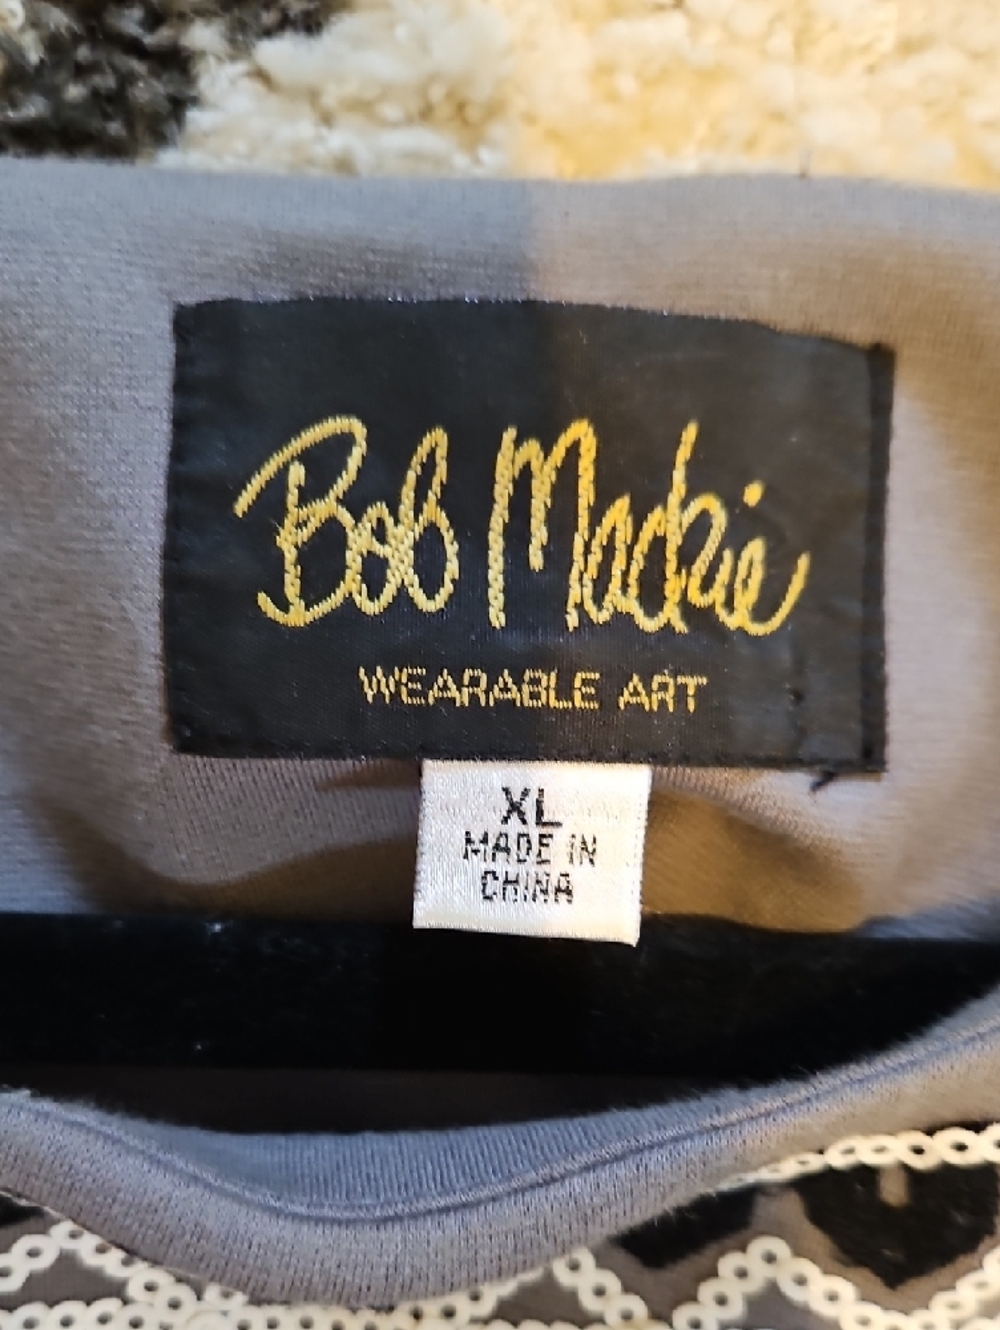 Bob Mackie
WEARABLE ART
XL
MADE IN
CHINA